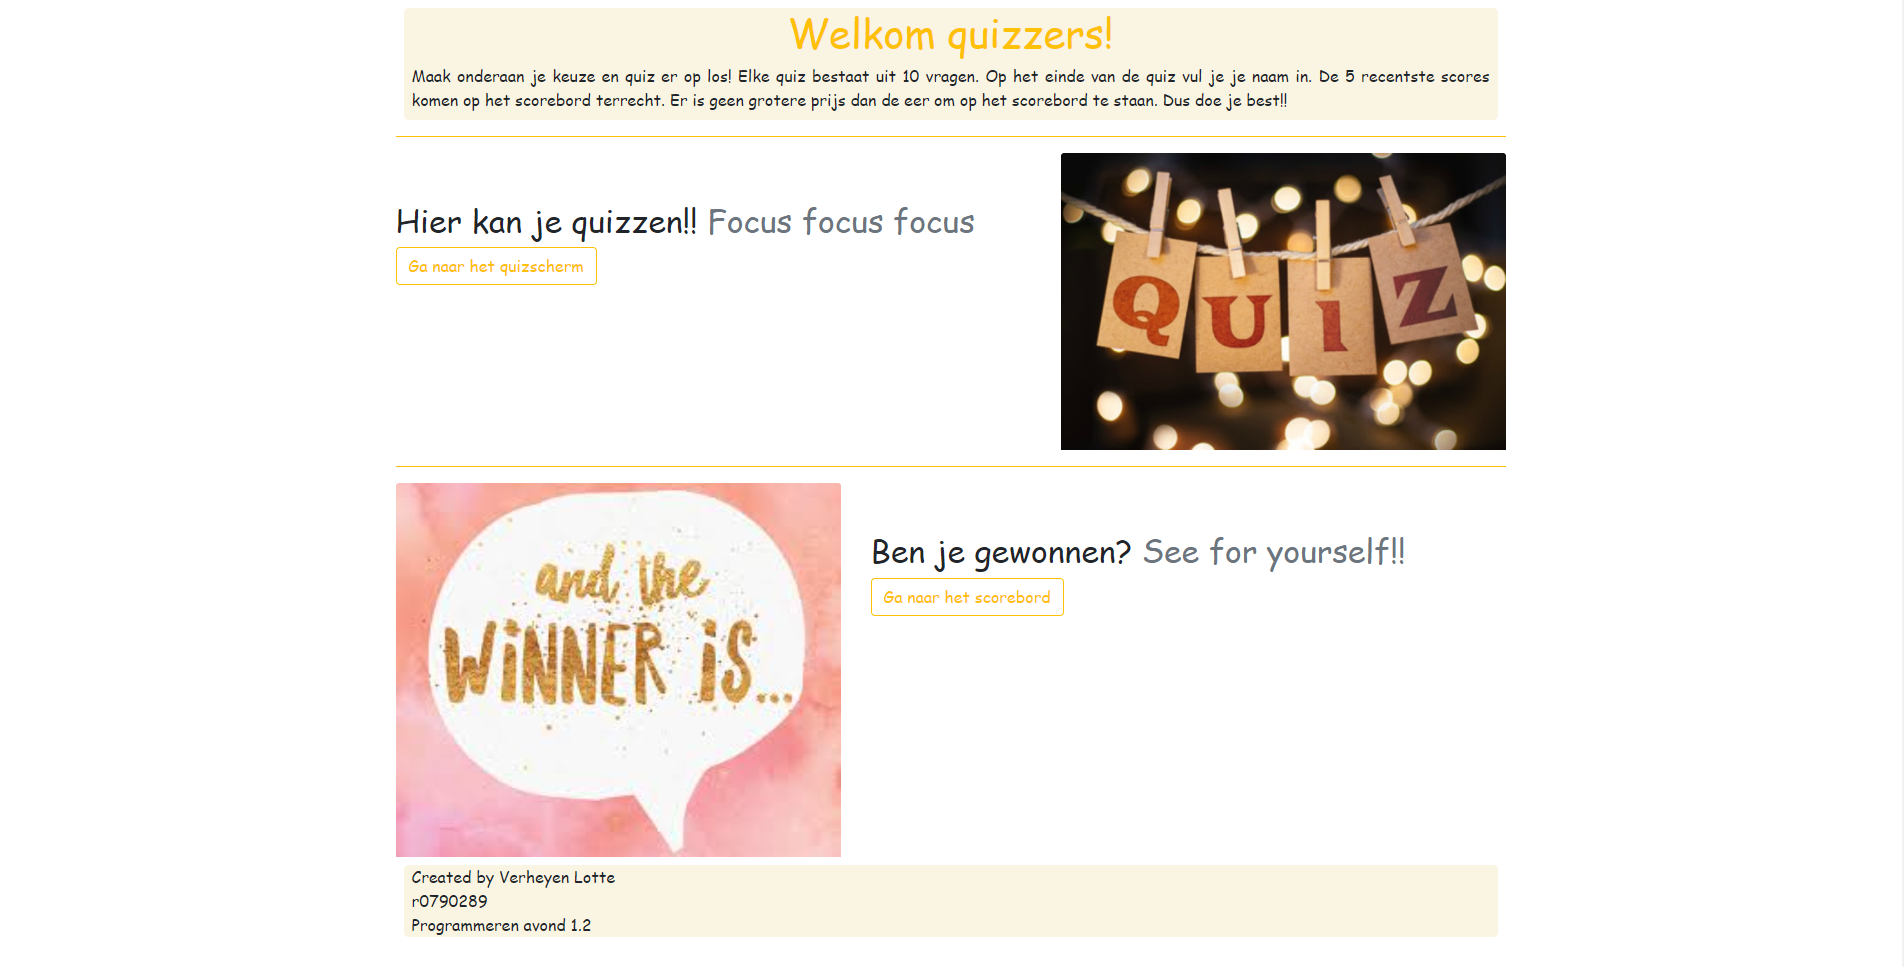 Welkom quizzers!
Maak onderaan je keuze en quiz er op los! Elke quiz bestaat uit 10 vragen. Op het einde van de quiz vul je je naam in. De 5 recentste scores
komen op het scorebord terrecht. Er is geen grotere prijs dan de eer om op het scorebord te staan. Dus doe je best!!
Hier kan je quizzen!! Focus focus focus
Ga naar het quizscherm
QUIZ
and the
WINNER is...
Ben je gewonnen? See for yourself!!
Ga naar het scorebord
Created by Verheyen Lotte
r0790289
Programmeren avond 1.2